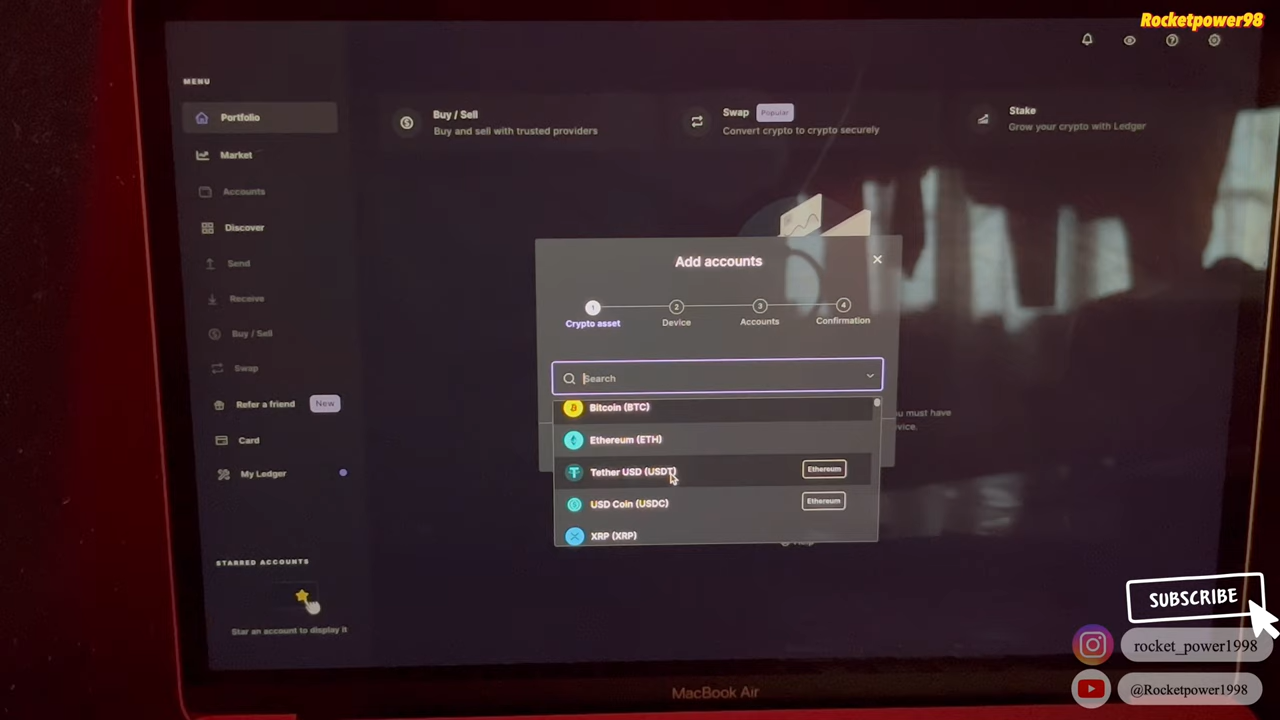 Rocketpower98
MENU
Portfolio
Market
Accounts
Discover
Send
Receive
Buy / Sell
Swap
Refer a friend New
Card
My Ledger
STARRED ACCOUNTS
Star an account to display it
Buy / Sell
Buy and sell with trusted providers
Swap Popular
Convert crypto to crypto securely
Stake
Grow your crypto with Ledger
Add accounts
1 2 3 4
Crypto asset Device Accounts Confirmation
Search
Bitcoin (BTC)
Ethereum (ETH)
Tether USD (USDT) Ethereum
USD Coin (USDC) Ethereum
XRP (XRP)
u must have
vice.
Help
MacBook Air
SUBSCRIBE
rocket_power1998
@Rocketpower1998